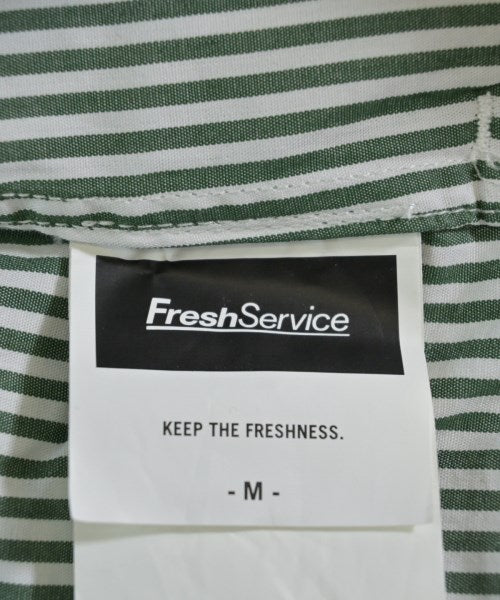 FreshService
KEEP THE FRESHNESS.
- M -